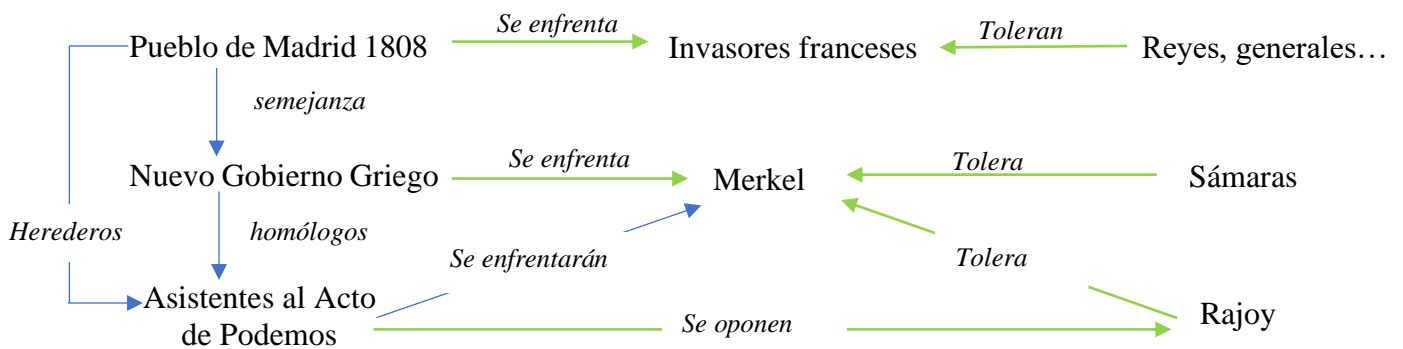 Se enfrenta
Toleran
Pueblo de Madrid 1808
Invasores franceses
Reyes, generales…
semejanza
Se enfrenta
Tolera
Nuevo Gobierno Griego
Merkel
Sámaras
Herederos
homólogos
Se enfrentarán
Tolera
Asistentes al Acto
de Podemos
Se oponen
Rajoy